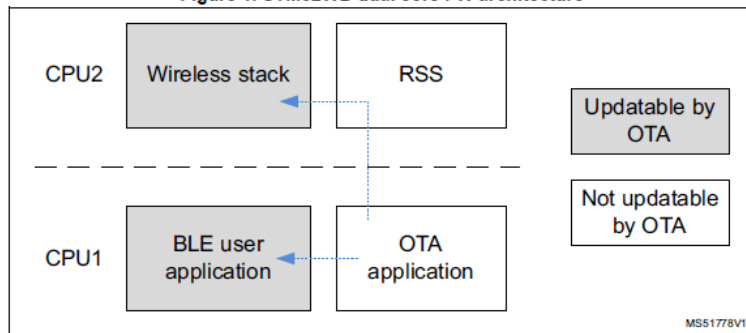 CPU2
Wireless stack
RSS
Updatable by
OTA
CPU1
BLE user
application
OTA
application
Not updatable
by OTA
MS51778V1